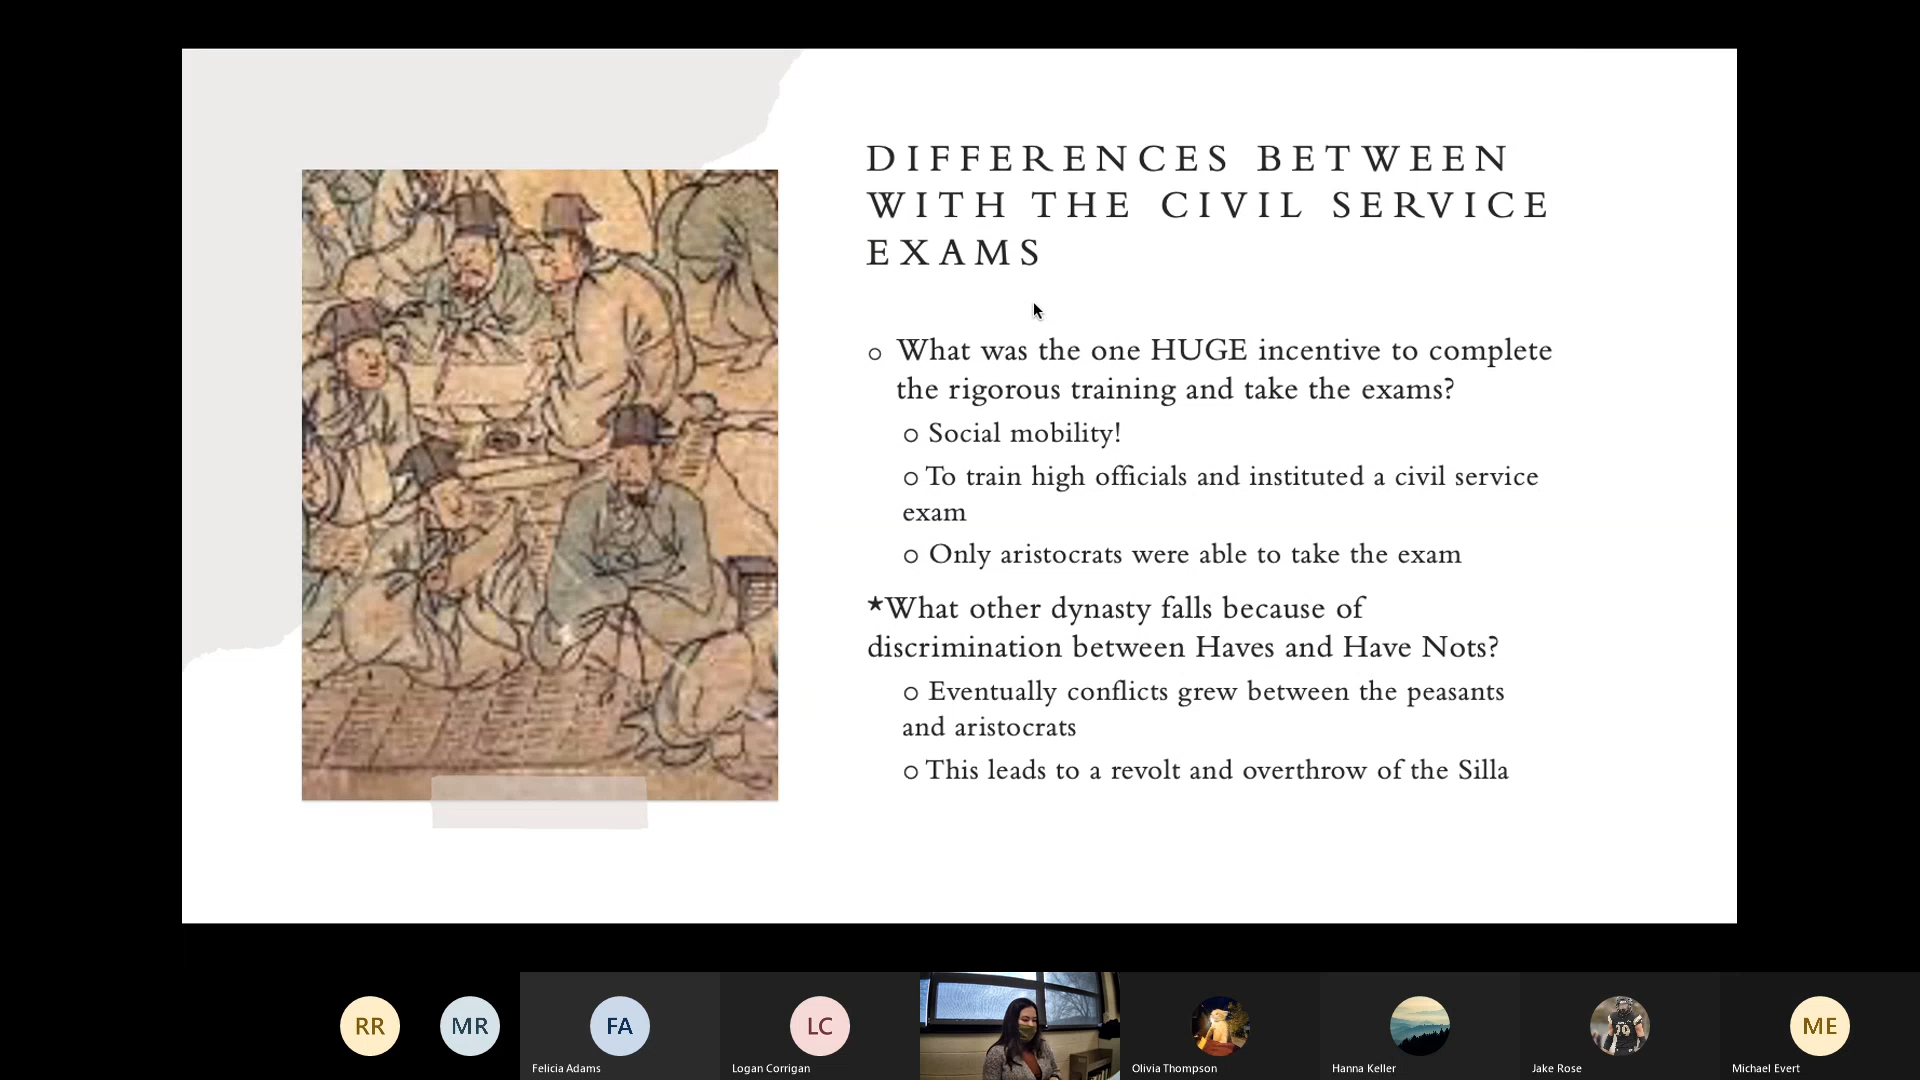 DIFFERENCES BETWEEN
WITH THE CIVIL SERVICE
EXAMS
○ What was the one HUGE incentive to complete
the rigorous training and take the exams?
○ Social mobility!
○ To train high officials and instituted a civil service
exam
○ Only aristocrats were able to take the exam
*What other dynasty falls because of
discrimination between Haves and Have Nots?
○ Eventually conflicts grew between the peasants
and aristocrats
○ This leads to a revolt and overthrow of the Silla
RR
MR
FA
LC
ME
Felicia Adams
Logan Corrigan
Olivia Thompson
Hanna Keller
Jake Rose
Michael Evert